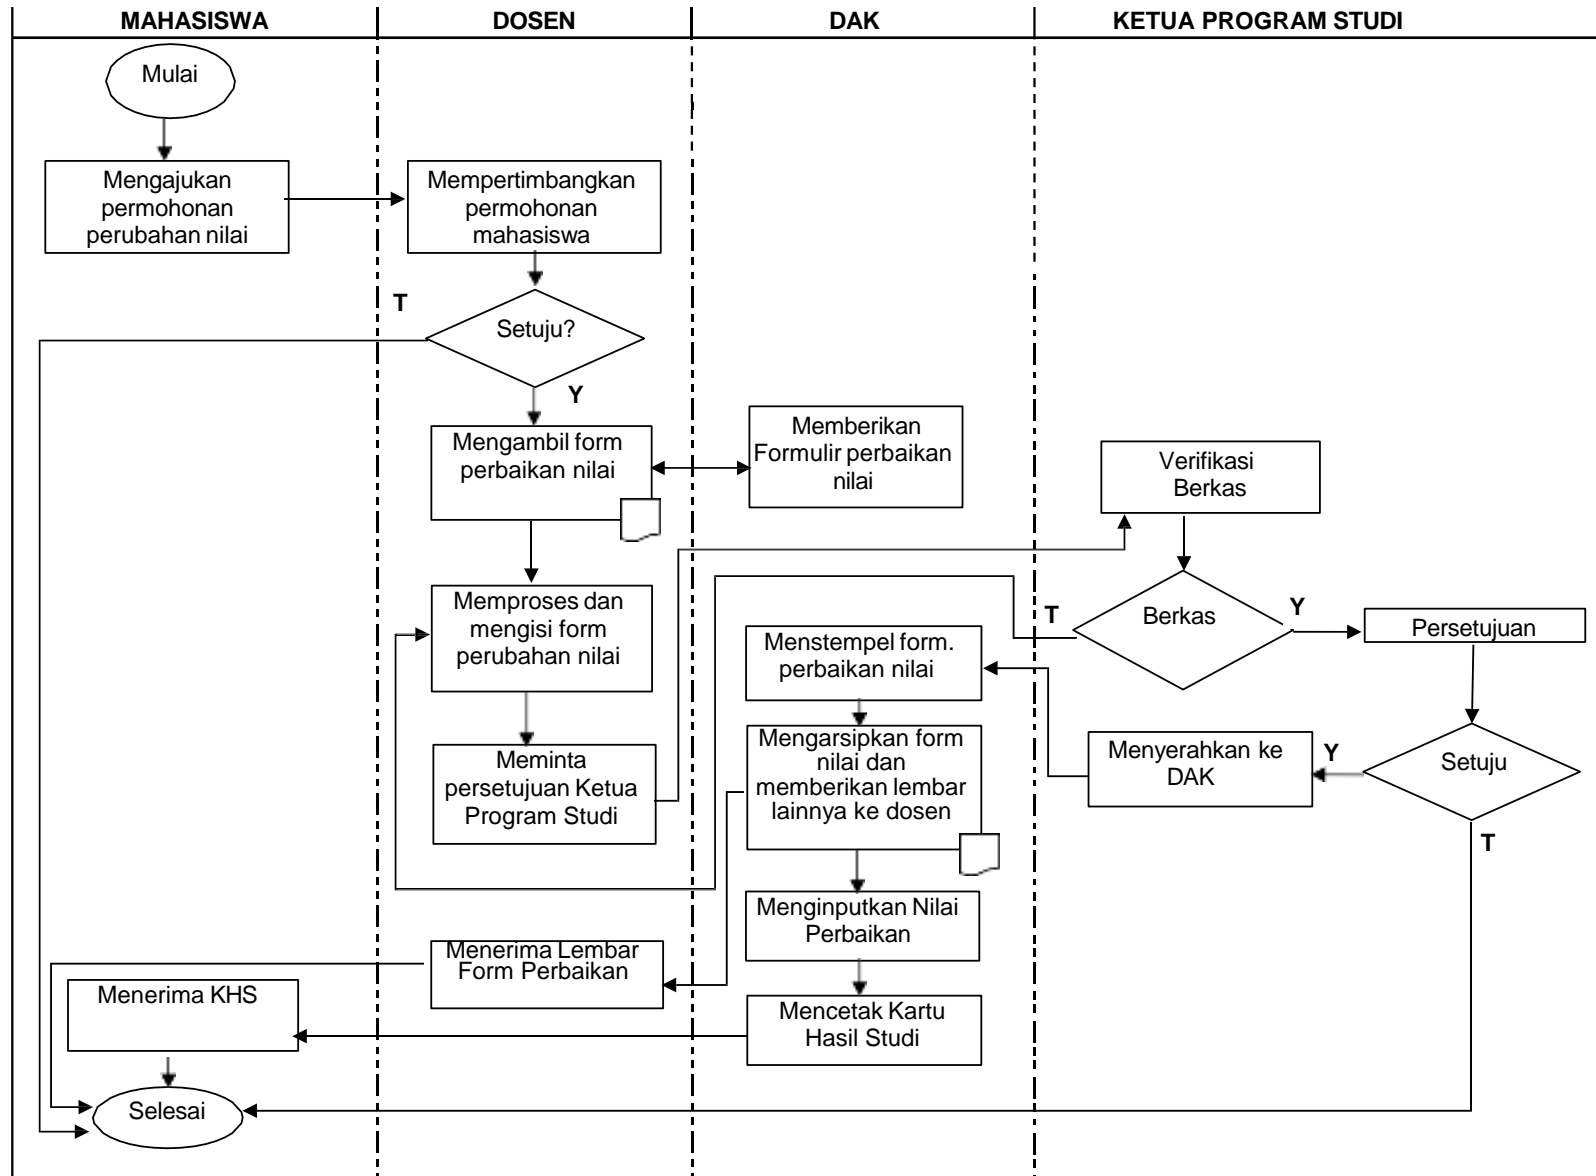 MAHASISWA
DOSEN
DAK
KETUA PROGRAM STUDI
Mulai
Mengajukan
permohonan
perubahan nilai
Mempertimbangkan
permohonan
mahasiswa
T
Setuju?
Y
Mengambil form
perbaikan nilai
Memberikan
Formulir perbaikan
nilai
Verifikasi
Berkas
Memproses dan
mengisi form
perubahan nilai
T
Berkas
Y
Persetujuan
Menstempel form.
perbaikan nilai
Meminta
persetujuan Ketua
Program Studi
Mengarsipkan form
nilai dan
memberikan lembar
lainnya ke dosen
Menyerahkan ke
DAK
Y
Setuju
T
Menginputkan Nilai
Perbaikan
Menerima Lembar
Form Perbaikan
Menerima KHS
Mencetak Kartu
Hasil Studi
Selesai